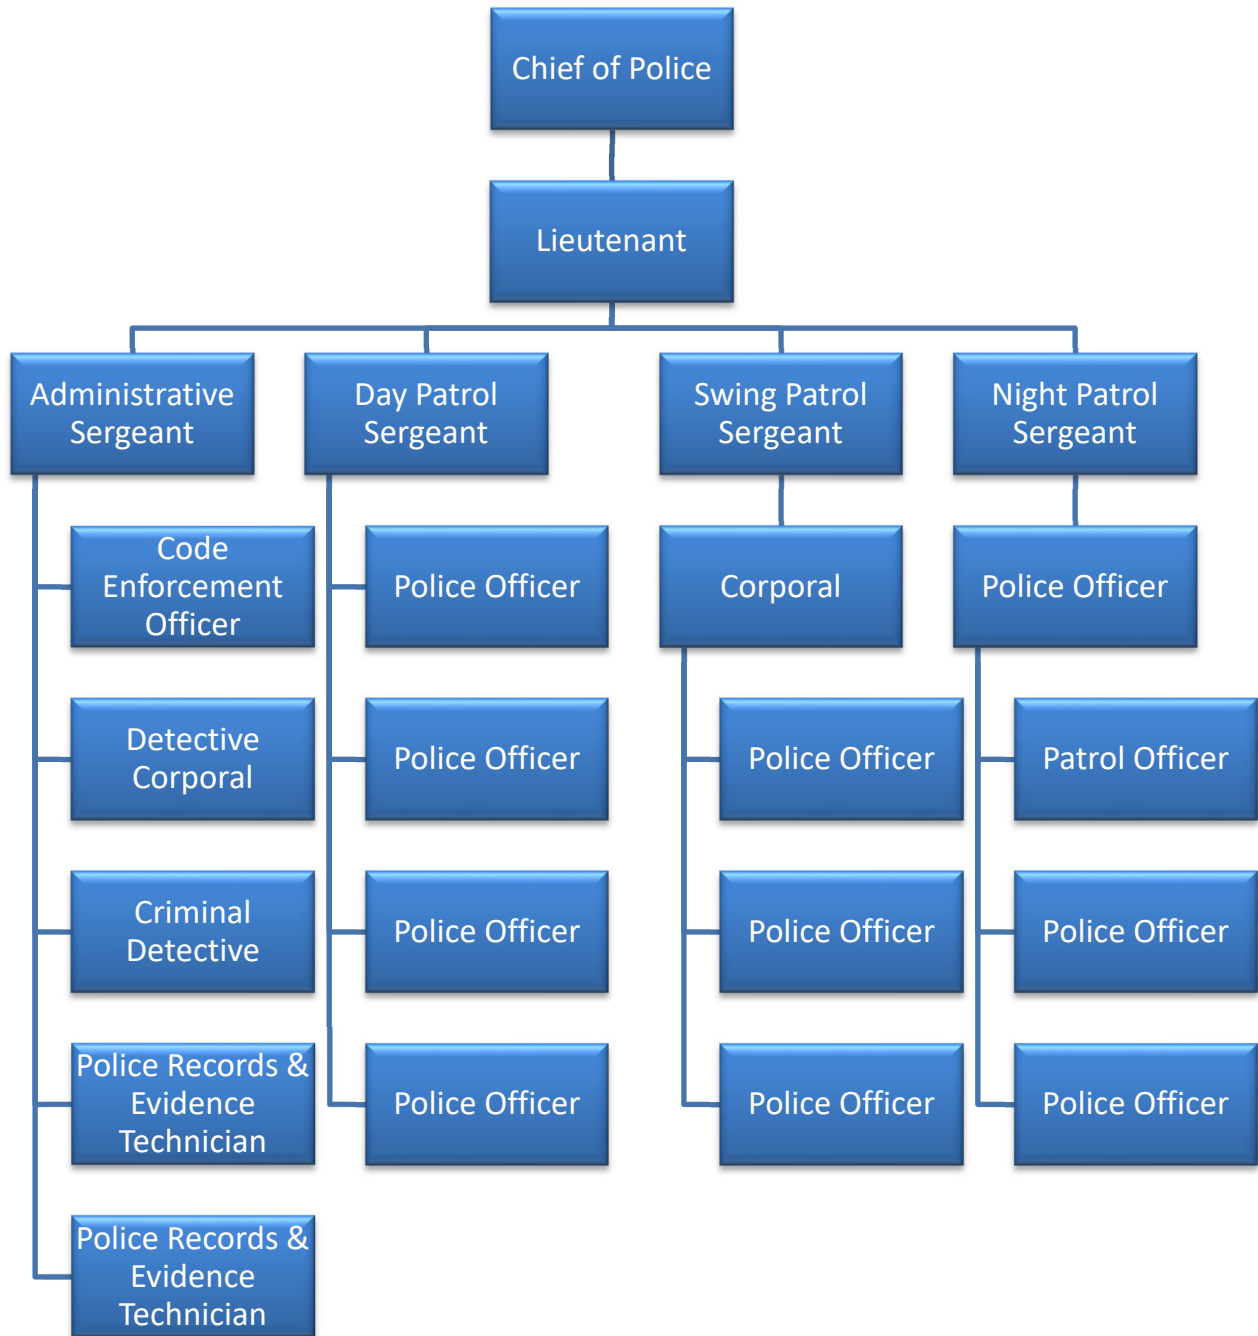 Chief of Police
Lieutenant
Administrative
Sergeant
Day Patrol
Sergeant
Swing Patrol
Sergeant
Night Patrol
Sergeant
Code
Enforcement
Officer
Police Officer
Corporal
Police Officer
Detective
Corporal
Police Officer
Police Officer
Patrol Officer
Criminal
Detective
Police Officer
Police Officer
Police Officer
Police Records &
Evidence
Technician
Police Officer
Police Officer
Police Officer
Police Records &
Evidence
Technician